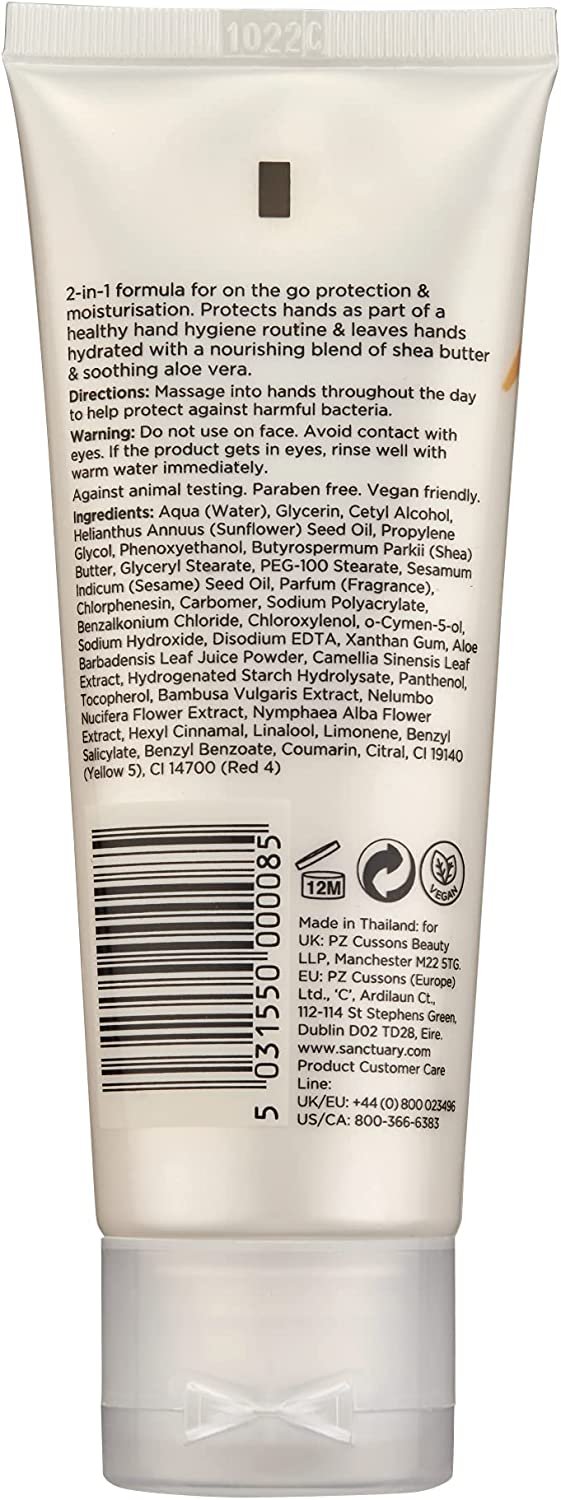 1022C
2-in-1 formula for on the go protection &
moisturisation. Protects hands as part of a
healthy hand hygiene routine & leaves hands
hydrated with a nourishing blend of shea butter
& soothing aloe vera.
Directions: Massage into hands throughout the day
to help protect against harmful bacteria.
Warning: Do not use on face. Avoid contact with
eyes. If the product gets in eyes, rinse well with
warm water immediately.
Against animal testing. Paraben free. Vegan friendly.
Ingredients: Aqua (Water), Glycerin, Cetyl Alcohol,
Helianthus Annuus (Sunflower) Seed Oil, Propylene
Glycol, Phenoxyethanol, Butyrospermum Parkii (Shea)
Butter, Glyceryl Stearate, PEG-100 Stearate, Sesamum
Indicum (Sesame) Seed Oil, Parfum (Fragrance),
Chlorphenesin, Carbomer, Sodium Polyacrylate,
Benzalkonium Chloride, Chloroxylenol, o-Cymen-5-ol,
Sodium Hydroxide, Disodium EDTA, Xanthan Gum, Aloe
Barbadensis Leaf Juice Powder, Camellia Sinensis Leaf
Extract, Hydrogenated Starch Hydrolysate, Panthenol,
Tocopherol, Bambusa Vulgaris Extract, Nelumbo
Nucifera Flower Extract, Nymphaea Alba Flower
Extract, Hexyl Cinnamal, Linalool, Limonene, Benzyl
Salicylate, Benzyl Benzoate, Coumarin, Citral, CI 19140
(Yellow 5), CI 14700 (Red 4)
5 031550 000085
12M
VEGAN
Made in Thailand: for
UK: PZ Cussons Beauty
LLP, Manchester M22 5TG.
EU: PZ Cussons (Europe)
Ltd., 'C', Ardilaun Ct.,
112-114 St Stephens Green,
Dublin D02 TD28, Eire.
www.sanctuary.com
Product Customer Care
Line:
UK/EU: +44 (0) 800 023496
US/CA: 800-366-6383